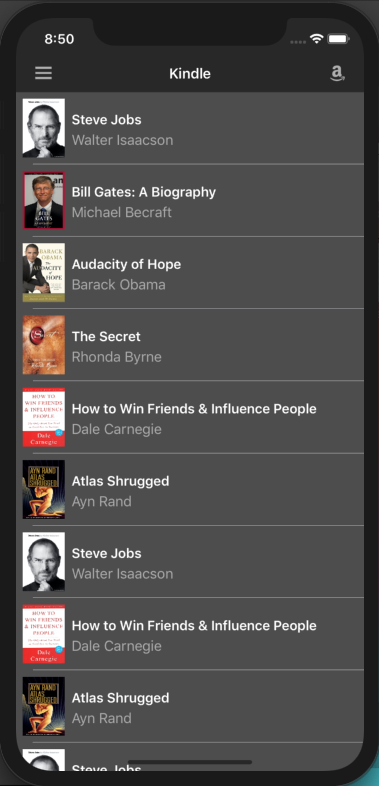 8:50
Kindle
a
Steve Jobs
Walter Isaacson
Bill Gates: A Biography
Michael Becraft
BILL
GATES
BARACK
OBAMA
The
AUDACITY
of
HOPE
Audacity of Hope
Barack Obama
The Secret
Rhonda Byrne
HOW TO
WIN FRIENDS
& INFLUENCE
PEOPLE
Dale
Carnegie
How to Win Friends & Influence People
Dale Carnegie
AYN RAND
ATLAS
SHRUGGED
Atlas Shrugged
Ayn Rand
Steve Jobs
Walter Isaacson
HOW TO
WIN FRIENDS
& INFLUENCE
PEOPLE
Dale
Carnegie
How to Win Friends & Influence People
Dale Carnegie
AYN RAND
ATLAS
SHRUGGED
Atlas Shrugged
Ayn Rand
Steve Jobs